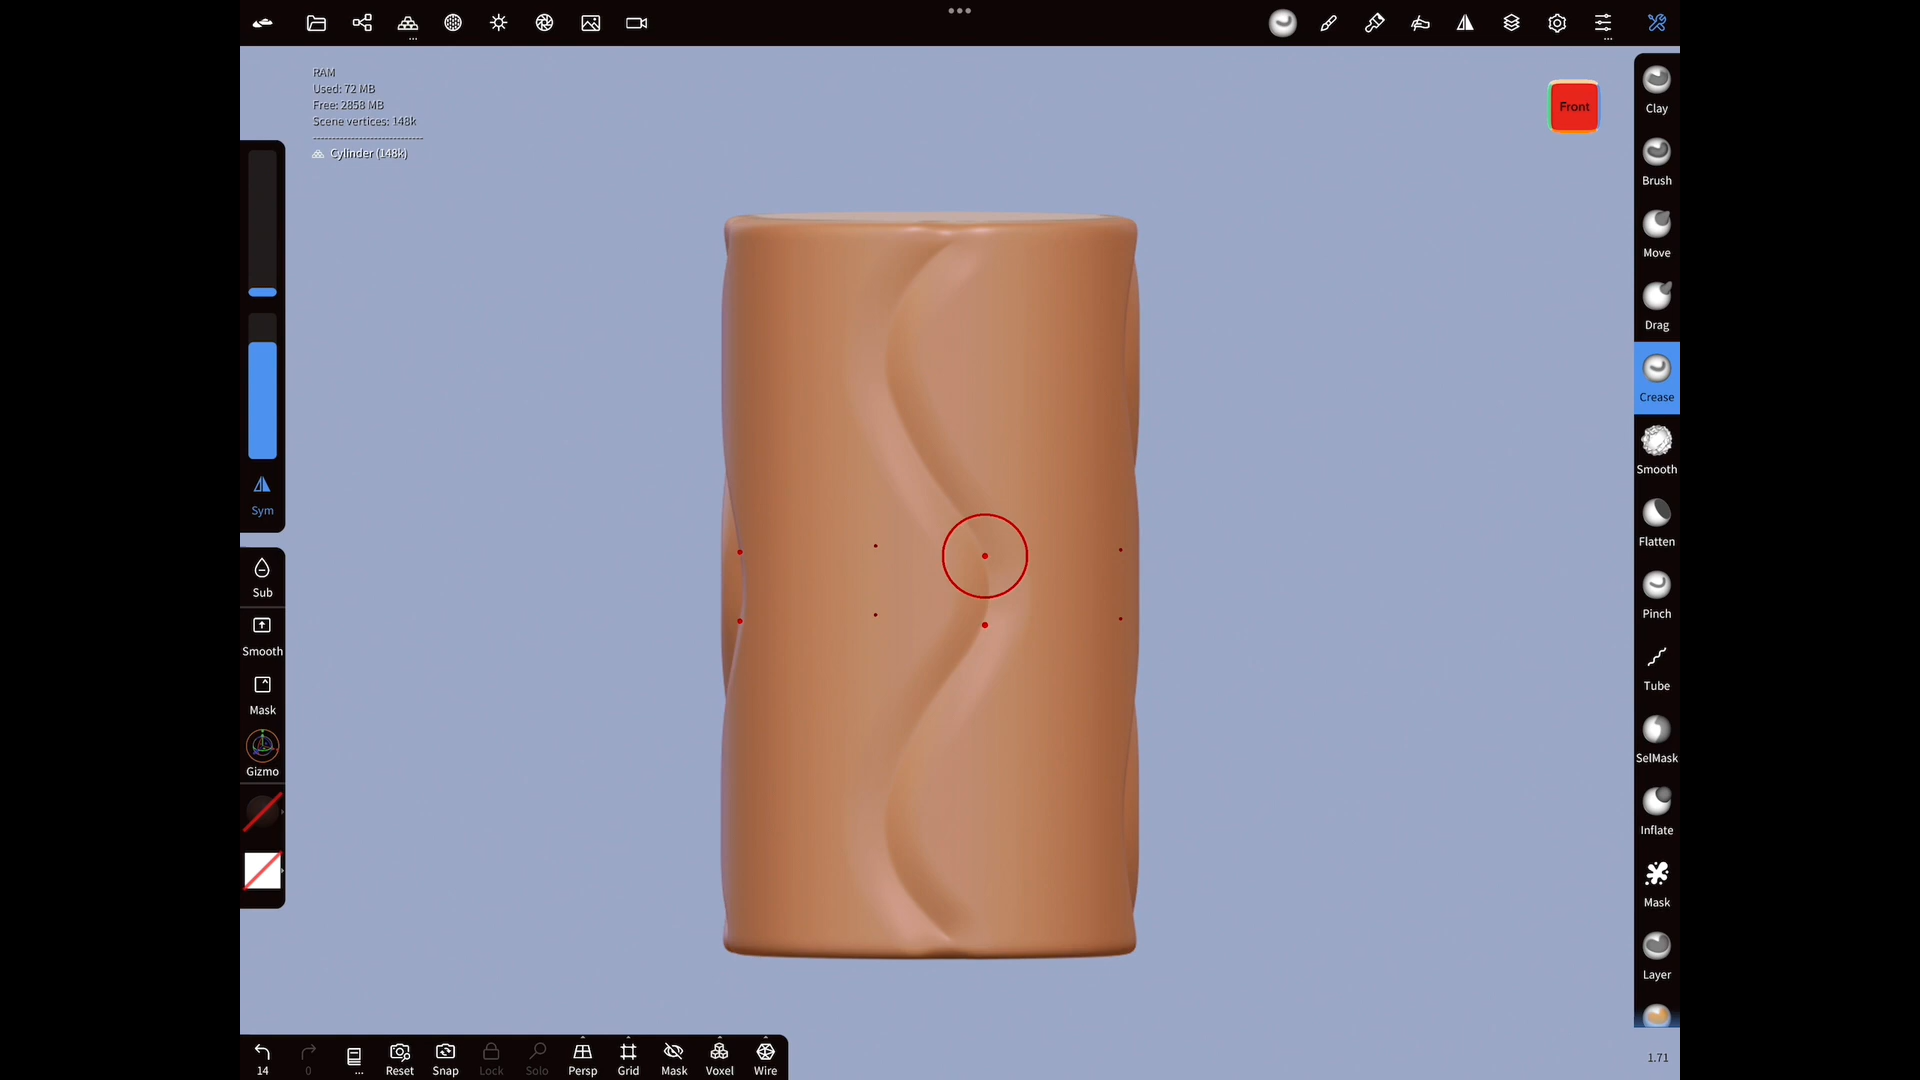 RAM
Used: 72 MB
Free: 2858 MB
Scene vertices: 148k
Cylinder (148k)
Front
Sym
Sub
Smooth
Mask
Gizmo
Clay
Brush
Move
Drag
Crease
Smooth
Flatten
Pinch
Tube
SelMask
Inflate
Mask
Layer
14
0
...
Reset
Snap
Lock
Solo
Persp
Grid
Mask
Voxel
Wire
1.71